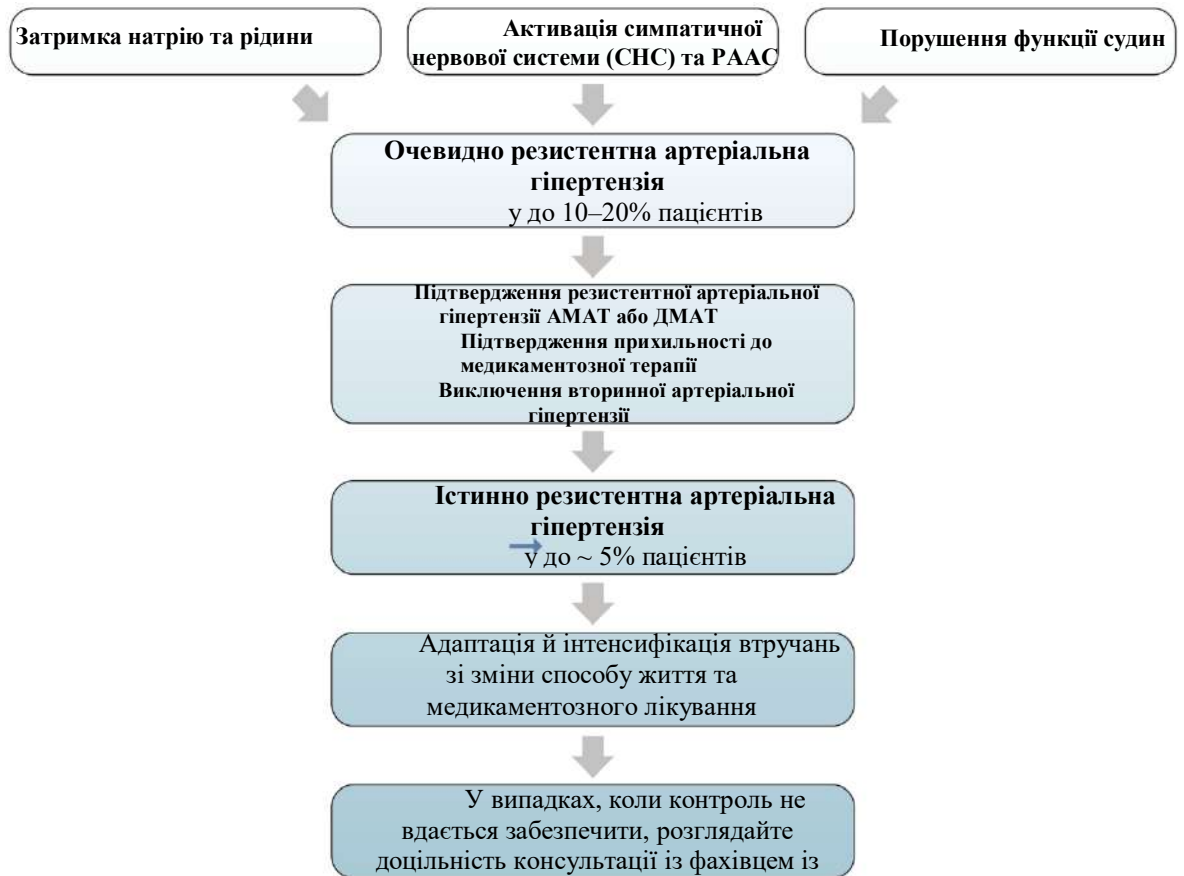 Затримка натрію та рідини
Активація симпатичної
нервової системи (СНС) та РААС
Порушення функції судин
Очевидно резистентна артеріальна
гіпертензія
у до 10–20% пацієнтів
Підтвердження резистентної артеріальної
гіпертензії АМАТ або ДМАТ
Підтвердження прихильності до
медикаментозної терапії
Виключення вторинної артеріальної
гіпертензії
Істинно резистентна артеріальна
гіпертензія
у до ~ 5% пацієнтів
Адаптація й інтенсифікація втручань
зі зміни способу життя та
медикаментозного лікування
У випадках, коли контроль не
вдається забезпечити, розглядайте
доцільність консультації із фахівцем із